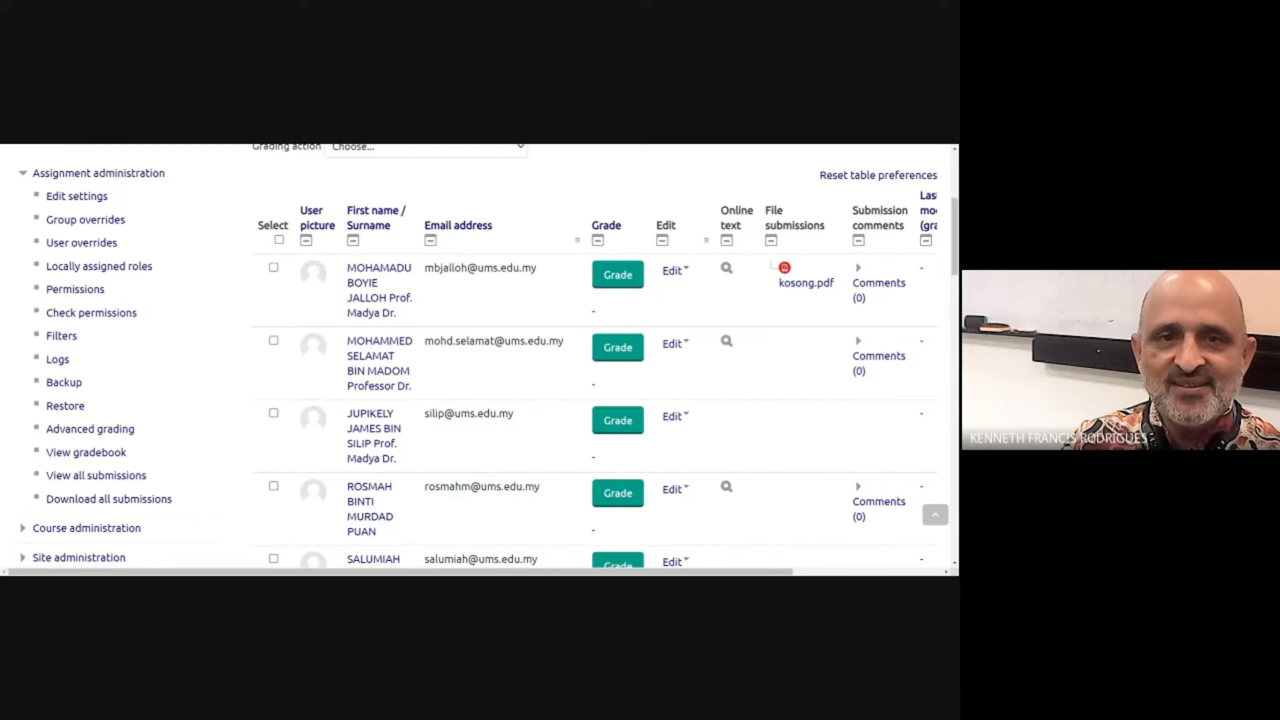 Grading action Choose...
Assignment administration
Edit settings
Group overrides
User overrides
Locally assigned roles
Permissions
Check permissions
Filters
Logs
Backup
Restore
Advanced grading
View gradebook
View all submissions
Download all submissions
Course administration
Site administration
Reset table preferences
Select
User
picture
First name /
Surname
Email address
Grade
Edit
Online
text
File
submissions
Submission
comments
Las
mo
(gra
MOHAMADU
BOYIE
JALLOH Prof.
Madya Dr.
mbjalloh@ums.edu.my
Grade
-
Edit
kosong.pdf
Comments
(0)
-
MOHAMMED
SELAMAT
BIN MADOM
Professor Dr.
mohd.selamat@ums.edu.my
Grade
-
Edit
Comments
(0)
-
JUPIKELY
JAMES BIN
SILIP Prof.
Madya Dr.
silip@ums.edu.my
Grade
-
Edit
-
ROSMAH
BINTI
MURDAD
PUAN
rosmahm@ums.edu.my
Grade
-
Edit
Comments
(0)
-
SALUMIAH
salumiah@ums.edu.my
Grade
Edit
-
KENNETH FRANCIS RODRIGUES